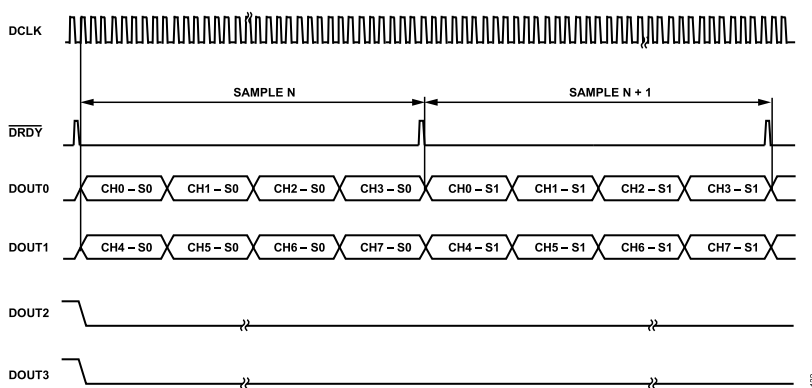 DCLK
SAMPLE N
SAMPLE N + 1
DRDY
DOUT0
CH0 – S0
CH1 – S0
CH2 – S0
CH3 – S0
CH0 – S1
CH1 – S1
CH2 – S1
CH3 – S1
DOUT1
CH4 – S0
CH5 – S0
CH6 – S0
CH7 – S0
CH4 – S1
CH5 – S1
CH6 – S1
CH7 – S1
DOUT2
DOUT3